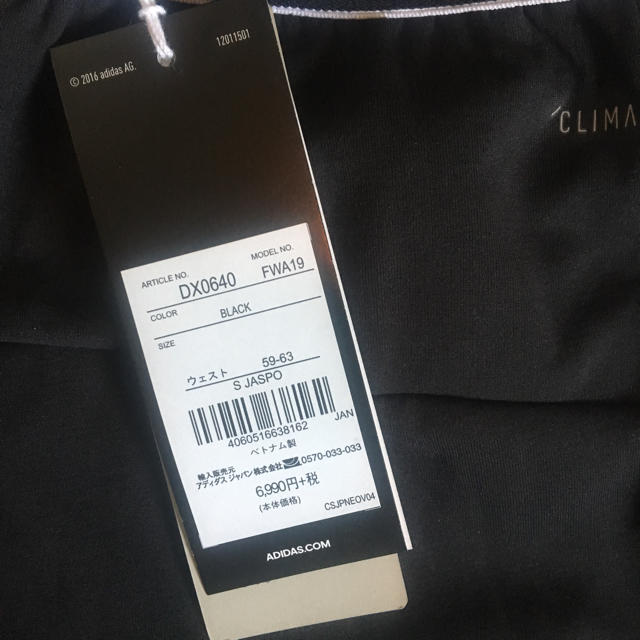 © 2016 adidas AG.
12011501
CLIMA
ARTICLE NO.
MODEL NO.
DX0640
FWA19
COLOR
BLACK
SIZE
ウェスト 59-63
S JASPO
4060516638162
JAN
ベトナム製
輸入販売元
アディダス ジャパン株式会社 0570-033-033
6,990円+税
(本体価格)
CSJPNEOV04
ADIDAS.COM